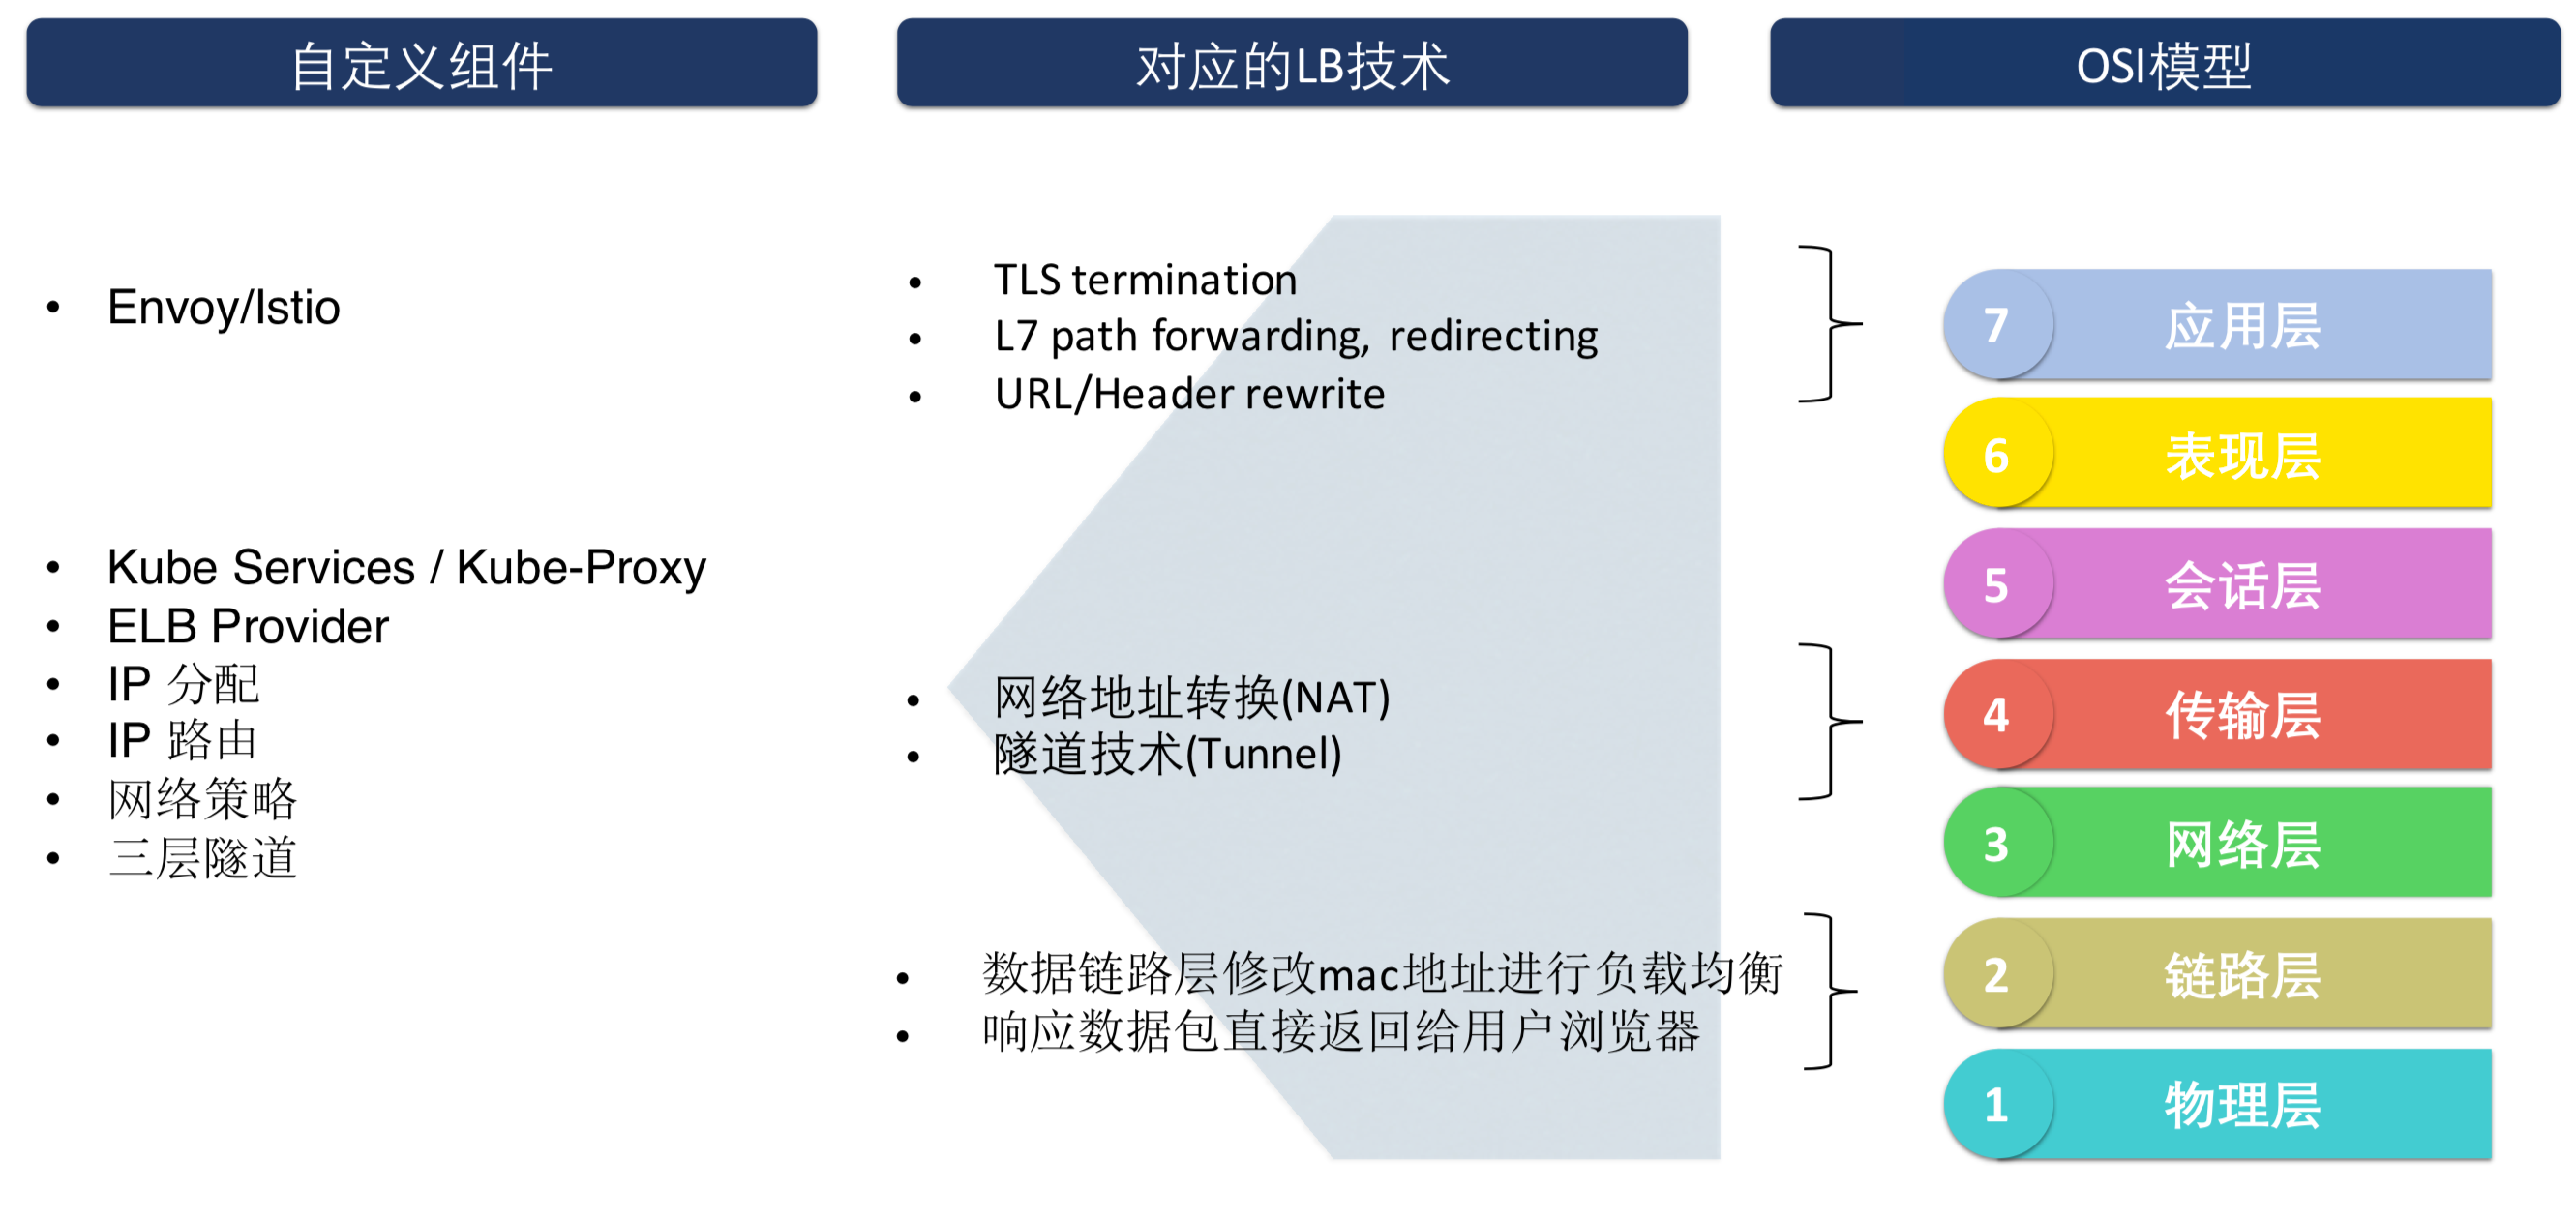 自定义组件
对应的LB技术
OSI模型
• Envoy/Istio
• Kube Services / Kube-Proxy
• ELB Provider
• IP 分配
• IP 路由
• 网络策略
• 三层隧道
• TLS termination
• L7 path forwarding, redirecting
• URL/Header rewrite
• 网络地址转换(NAT)
• 隧道技术(Tunnel)
• 数据链路层修改mac地址进行负载均衡
• 响应数据包直接返回给用户浏览器
7 应用层
6 表现层
5 会话层
4 传输层
3 网络层
2 链路层
1 物理层